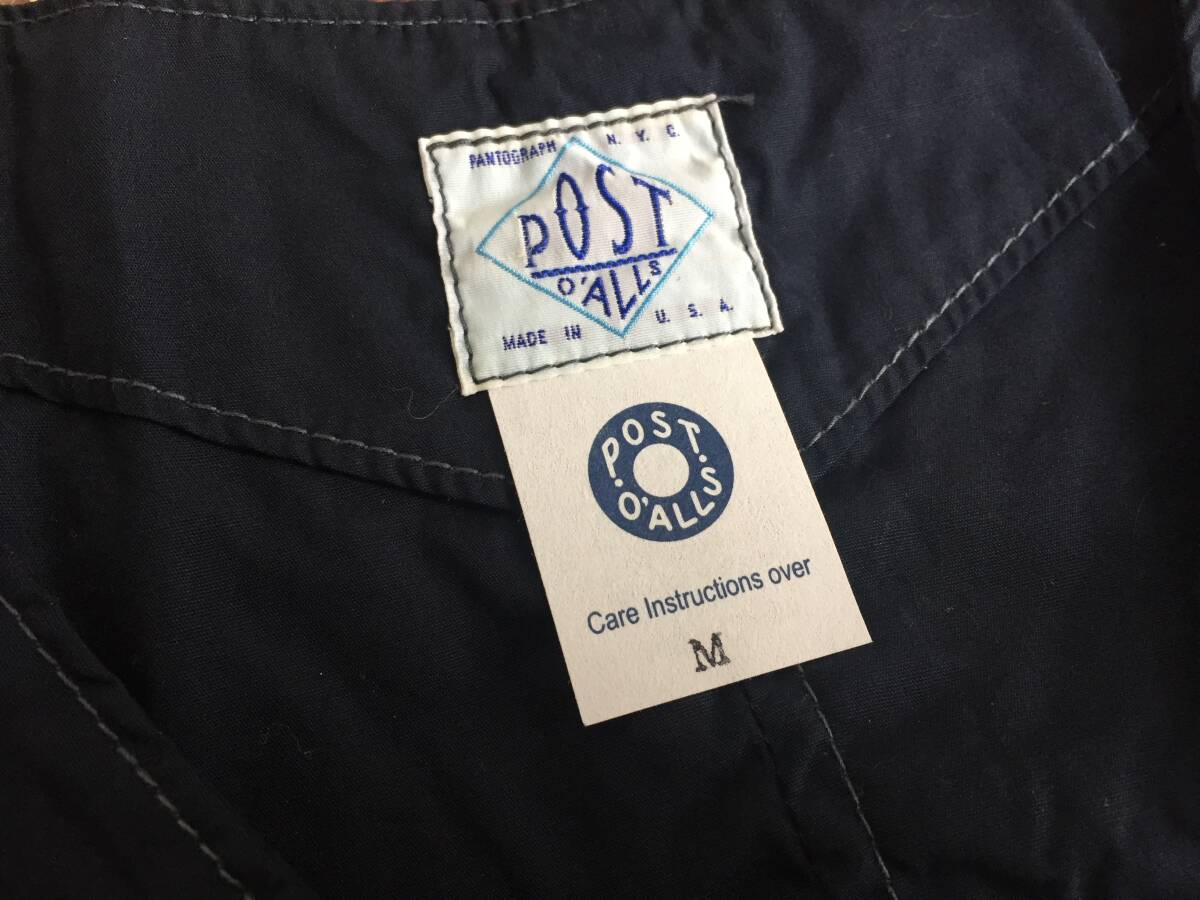 PANTOGRAPH N. Y. C.
POST
O'ALLS
MADE IN U. S. A.
POST.
O'ALLS.
Care Instructions over
M